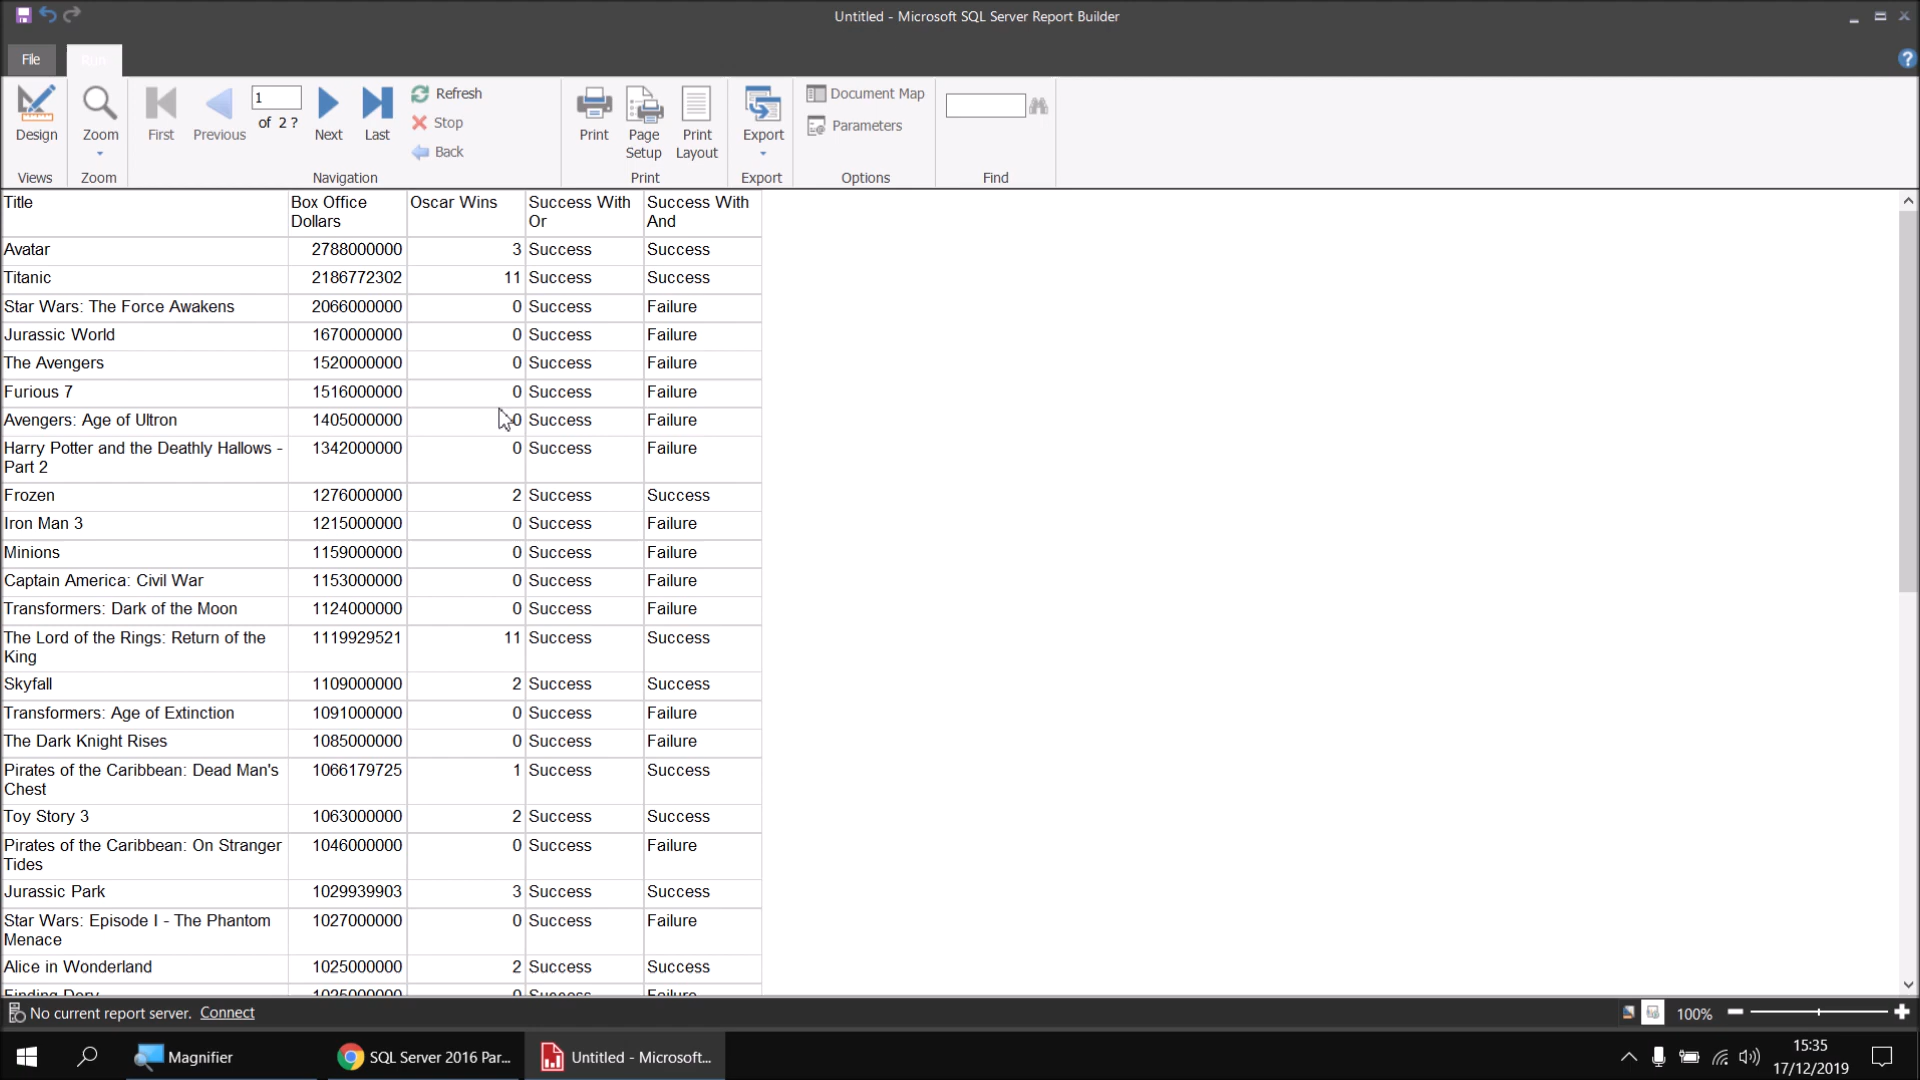 Untitled - Microsoft SQL Server Report Builder
File
Run
Design
Zoom
First
Previous
1
of 2 ?
Next
Last
Refresh
Stop
Back
Print
Page Setup
Print Layout
Export
Document Map
Parameters
Views
Zoom
Navigation
Print
Export
Options
Find
Title Box Office Dollars Oscar Wins Success With Or Success With And
Avatar 2788000000 3 Success Success
Titanic 2186772302 11 Success Success
Star Wars: The Force Awakens 2066000000 0 Success Failure
Jurassic World 1670000000 0 Success Failure
The Avengers 1520000000 0 Success Failure
Furious 7 1516000000 0 Success Failure
Avengers: Age of Ultron 1405000000 0 Success Failure
Harry Potter and the Deathly Hallows - 1342000000 0 Success Failure
Part 2
Frozen 1276000000 2 Success Success
Iron Man 3 1215000000 0 Success Failure
Minions 1159000000 0 Success Failure
Captain America: Civil War 1153000000 0 Success Failure
Transformers: Dark of the Moon 1124000000 0 Success Failure
The Lord of the Rings: Return of the 1119929521 11 Success Success
King
Skyfall 1109000000 2 Success Success
Transformers: Age of Extinction 1091000000 0 Success Failure
The Dark Knight Rises 1085000000 0 Success Failure
Pirates of the Caribbean: Dead Man's 1066179725 1 Success Success
Chest
Toy Story 3 1063000000 2 Success Success
Pirates of the Caribbean: On Stranger 1046000000 0 Success Failure
Tides
Jurassic Park 1029939903 3 Success Success
Star Wars: Episode I - The Phantom 1027000000 0 Success Failure
Menace
Alice in Wonderland 1025000000 2 Success Success
Finding Dory 1025000000 0 Success Failure
No current report server. Connect
100%
Magnifier
SQL Server 2016 Par...
Untitled - Microsoft...
15:35
17/12/2019